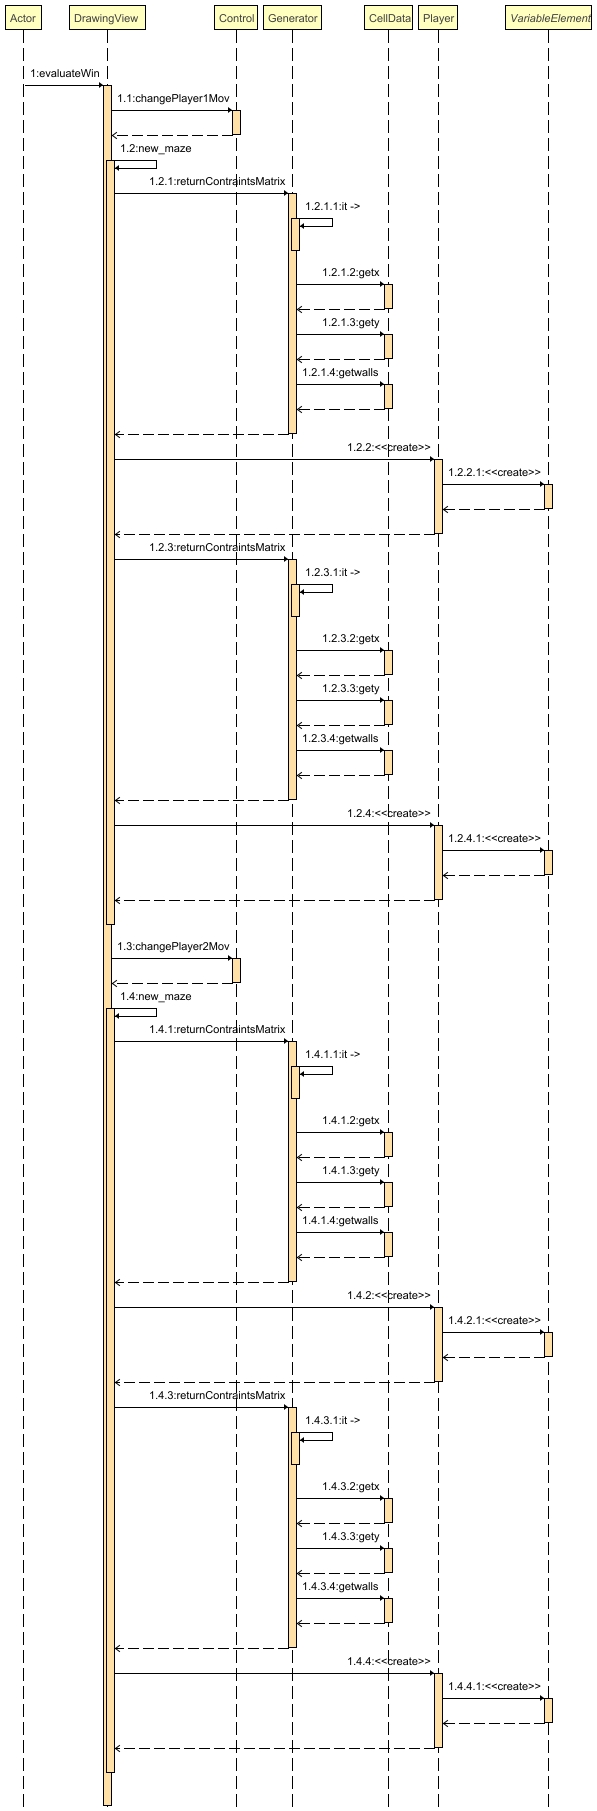 Actor DrawingView Control Generator CellData Player VariableElement
1:evaluateWin
1.1:changePlayer1Mov
1.2:new_maze
1.2.1:returnContraintsMatrix
1.2.1.1:it ->
1.2.1.2:getx
1.2.1.3:gety
1.2.1.4:getwalls
1.2.2:<<create>>
1.2.2.1:<<create>>
1.2.3:returnContraintsMatrix
1.2.3.1:it ->
1.2.3.2:getx
1.2.3.3:gety
1.2.3.4:getwalls
1.2.4:<<create>>
1.2.4.1:<<create>>
1.3:changePlayer2Mov
1.4:new_maze
1.4.1:returnContraintsMatrix
1.4.1.1:it ->
1.4.1.2:getx
1.4.1.3:gety
1.4.1.4:getwalls
1.4.2:<<create>>
1.4.2.1:<<create>>
1.4.3:returnContraintsMatrix
1.4.3.1:it ->
1.4.3.2:getx
1.4.3.3:gety
1.4.3.4:getwalls
1.4.4:<<create>>
1.4.4.1:<<create>>